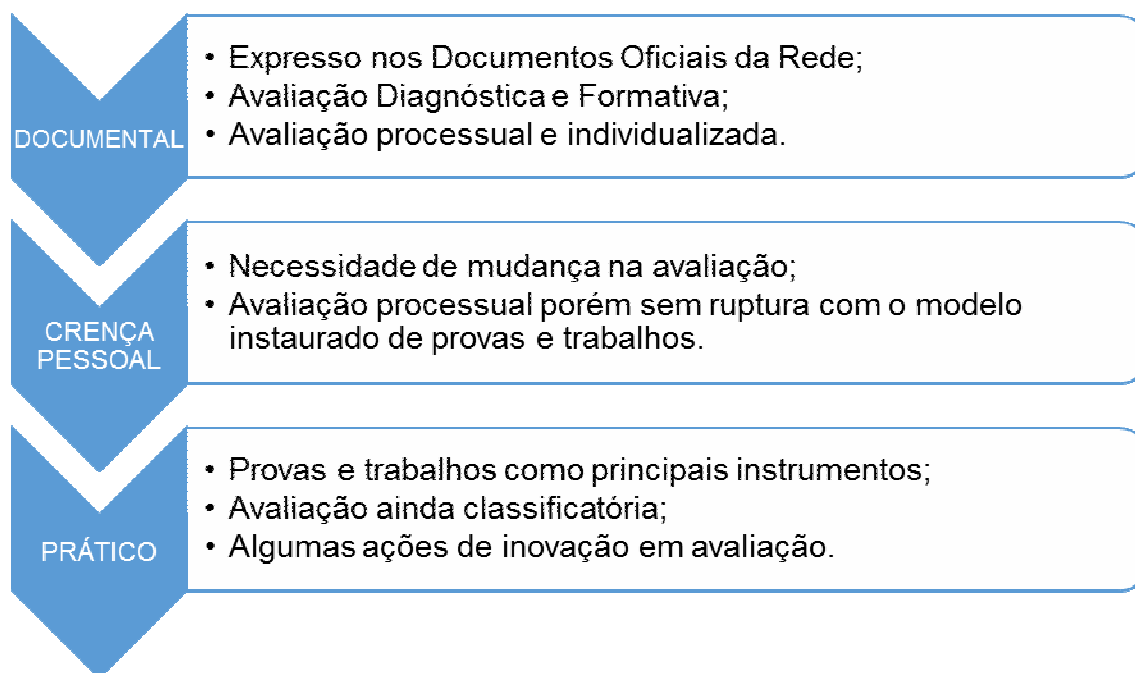 DOCUMENTAL
• Expresso nos Documentos Oficiais da Rede;
• Avaliação Diagnóstica e Formativa;
• Avaliação processual e individualizada.
CRENÇA
PESSOAL
• Necessidade de mudança na avaliação;
• Avaliação processual porém sem ruptura com o modelo
instaurado de provas e trabalhos.
PRÁTICO
• Provas e trabalhos como principais instrumentos;
• Avaliação ainda classificatória;
• Algumas ações de inovação em avaliação.